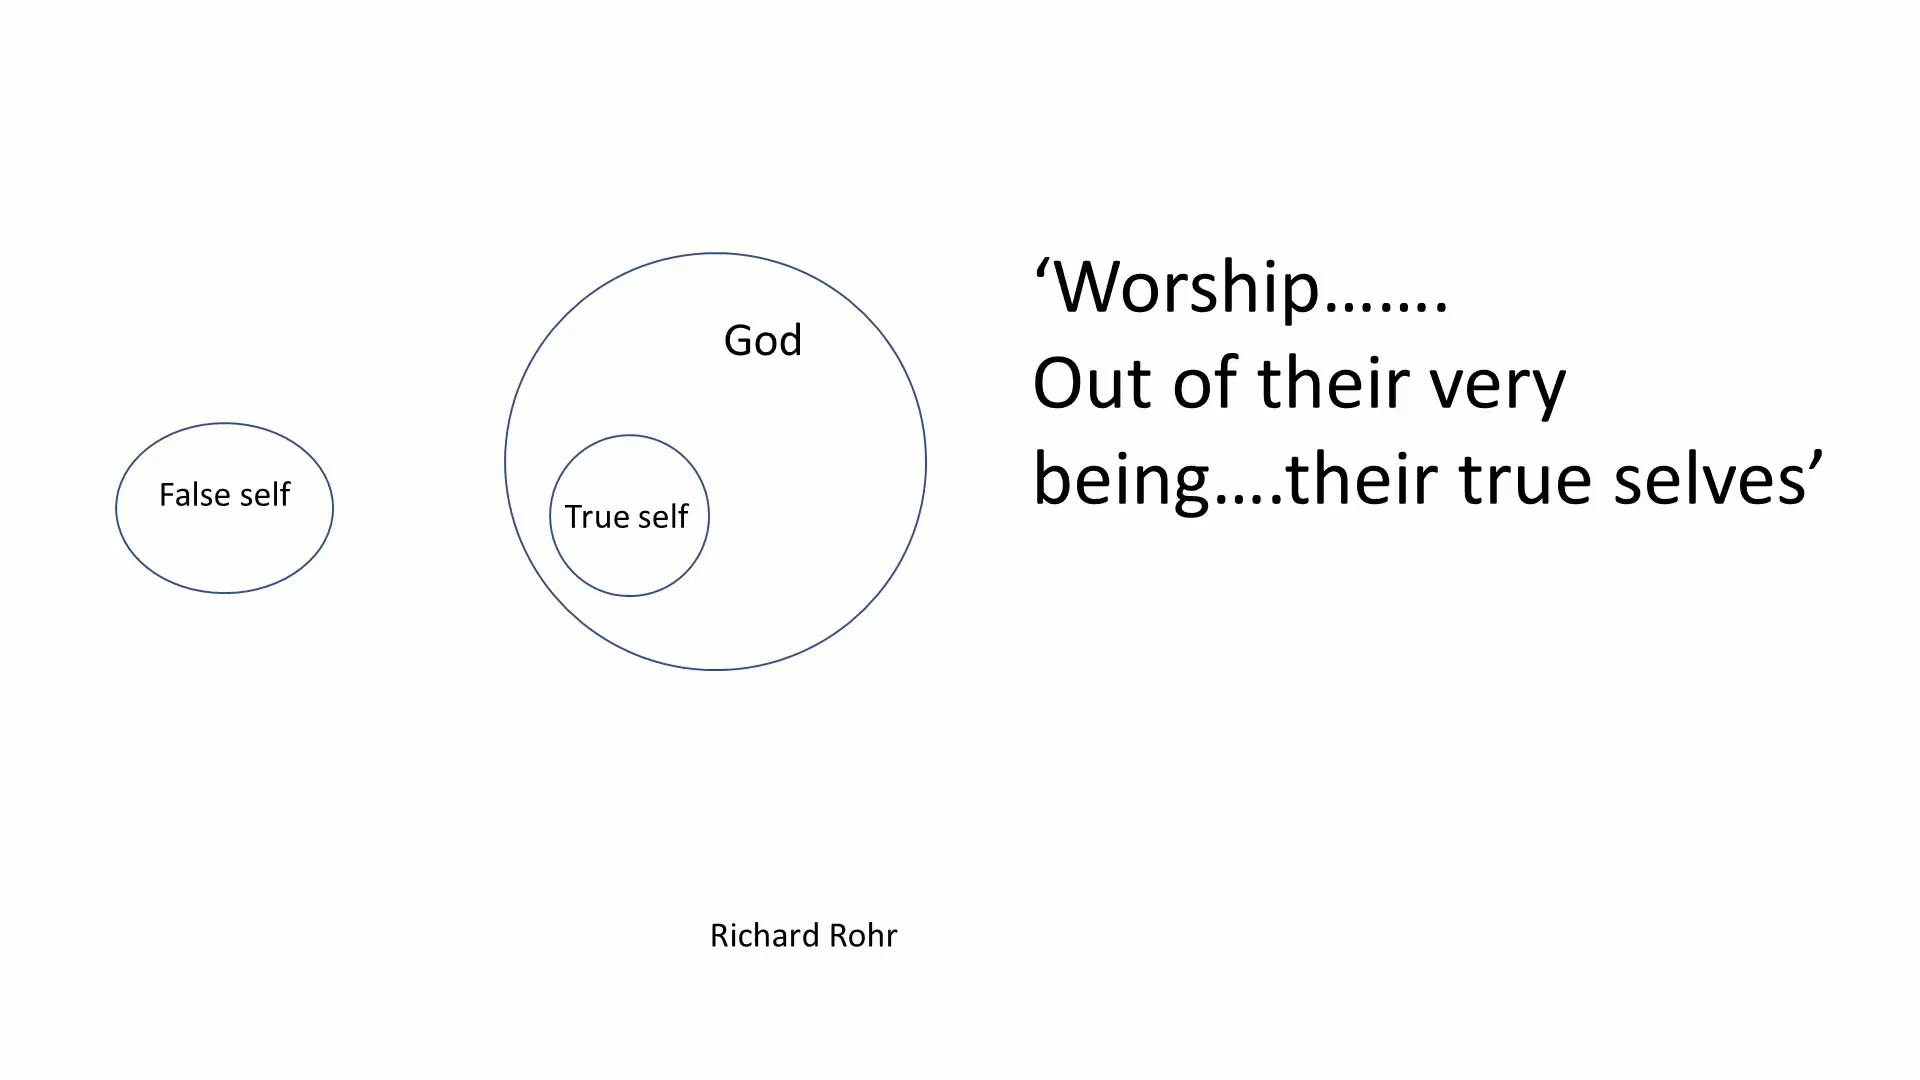 ‘Worship.......
Out of their very
being....their true selves’
God
False self
True self
Richard Rohr